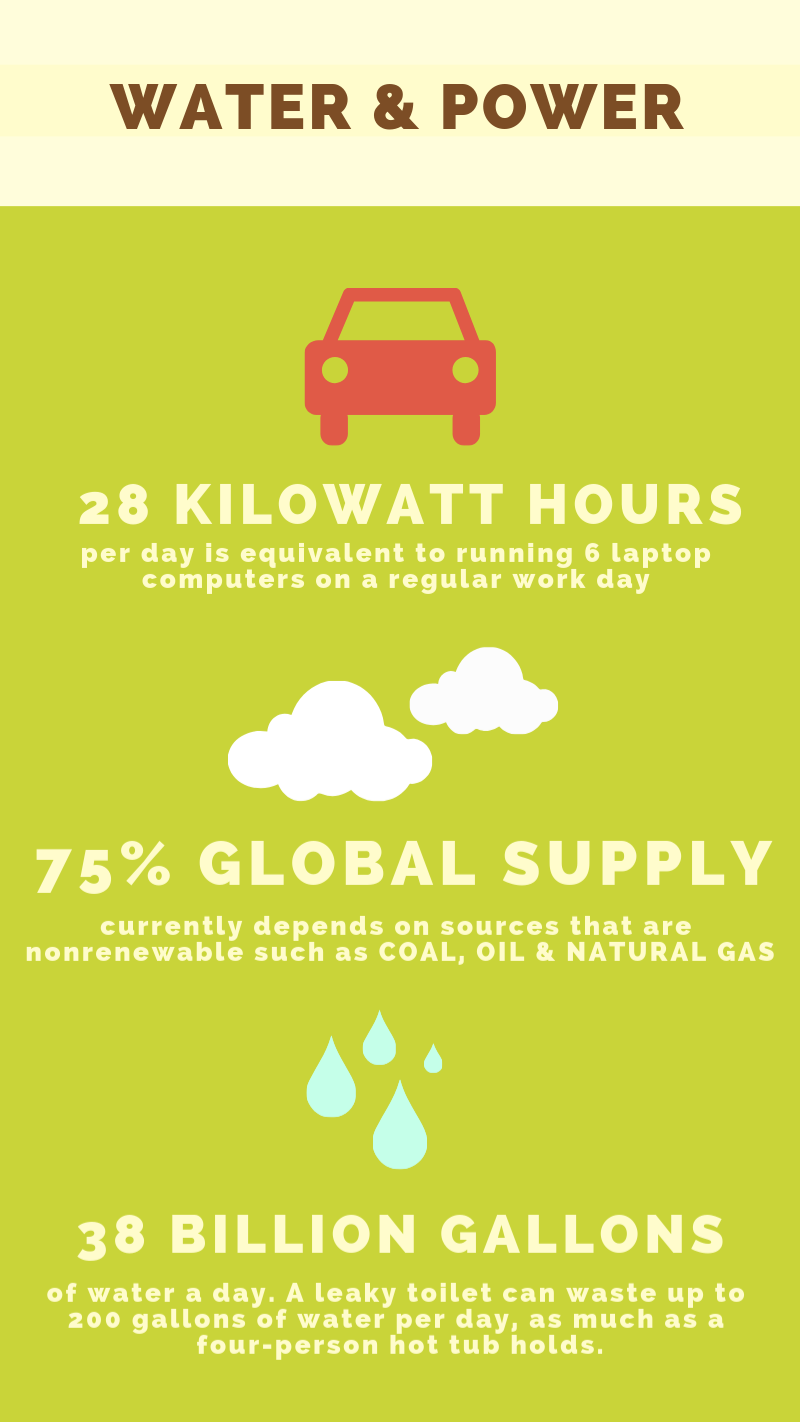 WATER & POWER
28 KILOWATT HOURS
per day is equivalent to running 6 laptop
computers on a regular work day
75% GLOBAL SUPPLY
currently depends on sources that are
nonrenewable such as COAL, OIL & NATURAL GAS
38 BILLION GALLONS
of water a day. A leaky toilet can waste up to
200 gallons of water per day, as much as a
four-person hot tub holds.